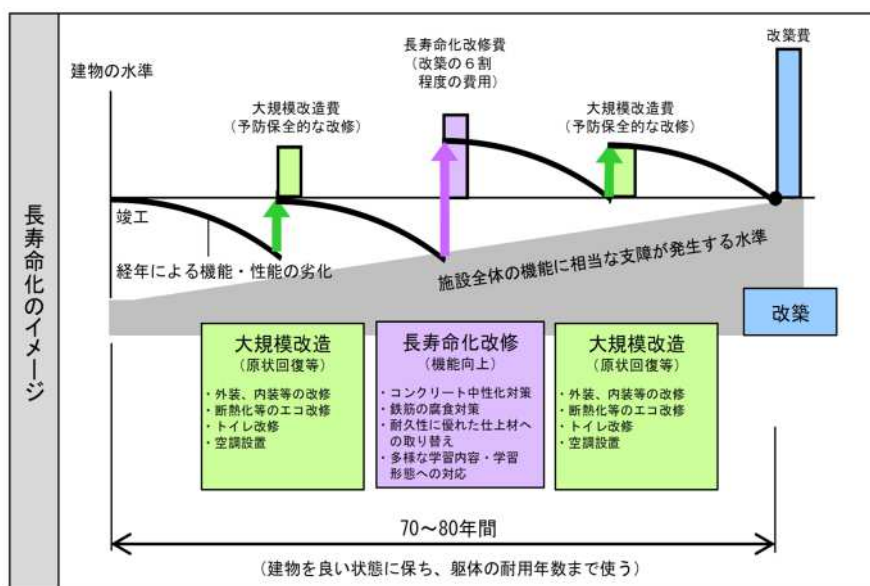 長寿命化のイメージ
建物の水準
長寿命化改修費
（改築の６割
程度の費用）
改築費
大規模改造費
（予防保全的な改修）
大規模改造費
（予防保全的な改修）
竣工
経年による機能・性能の劣化
施設全体の機能に相当な支障が発生する水準
改築
大規模改造
（原状回復等）
・外装、内装等の改修
・断熱化等のエコ改修
・トイレ改修
・空調設置
長寿命化改修
（機能向上）
・コンクリート中性化対策
・鉄筋の腐食対策
・耐久性に優れた仕上材へ
の取り替え
・多様な学習内容・学習
形態への対応
大規模改造
（原状回復等）
・外装、内装等の改修
・断熱化等のエコ改修
・トイレ改修
・空調設置
70～80年間
（建物を良い状態に保ち、躯体の耐用年数まで使う）